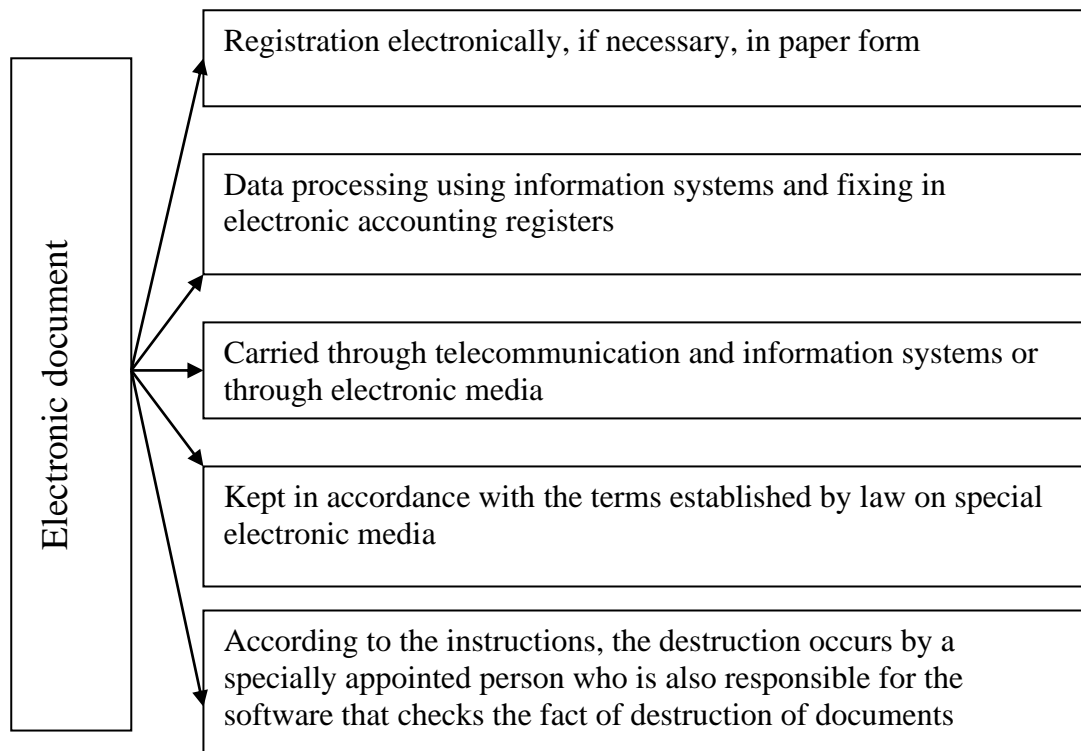 Electronic document
Registration electronically, if necessary, in paper form
Data processing using information systems and fixing in
electronic accounting registers
Carried through telecommunication and information systems or
through electronic media
Kept in accordance with the terms established by law on special
electronic media
According to the instructions, the destruction occurs by a
specially appointed person who is also responsible for the
software that checks the fact of destruction of documents